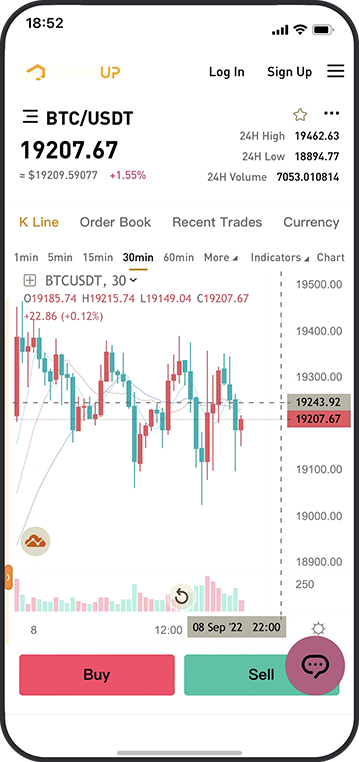 18:52
UP
Log In Sign Up
BTC/USDT
19207.67
≈ $19209.59077 +1.55%
24H High 19462.63
24H Low 18894.77
24H Volume 7053.010814
K Line Order Book Recent Trades Currency
1min 5min 15min 30min 60min More Indicators Chart
BTCUSDT, 30
O19185.74 H19215.74 L19149.04 C19207.67
+22.86 (+0.12%)
19500.00
19400.00
19300.00
19243.92
19207.67
19100.00
19000.00
18900.00
250
8 12:00 08 Sep '22 22:00
Buy Sell